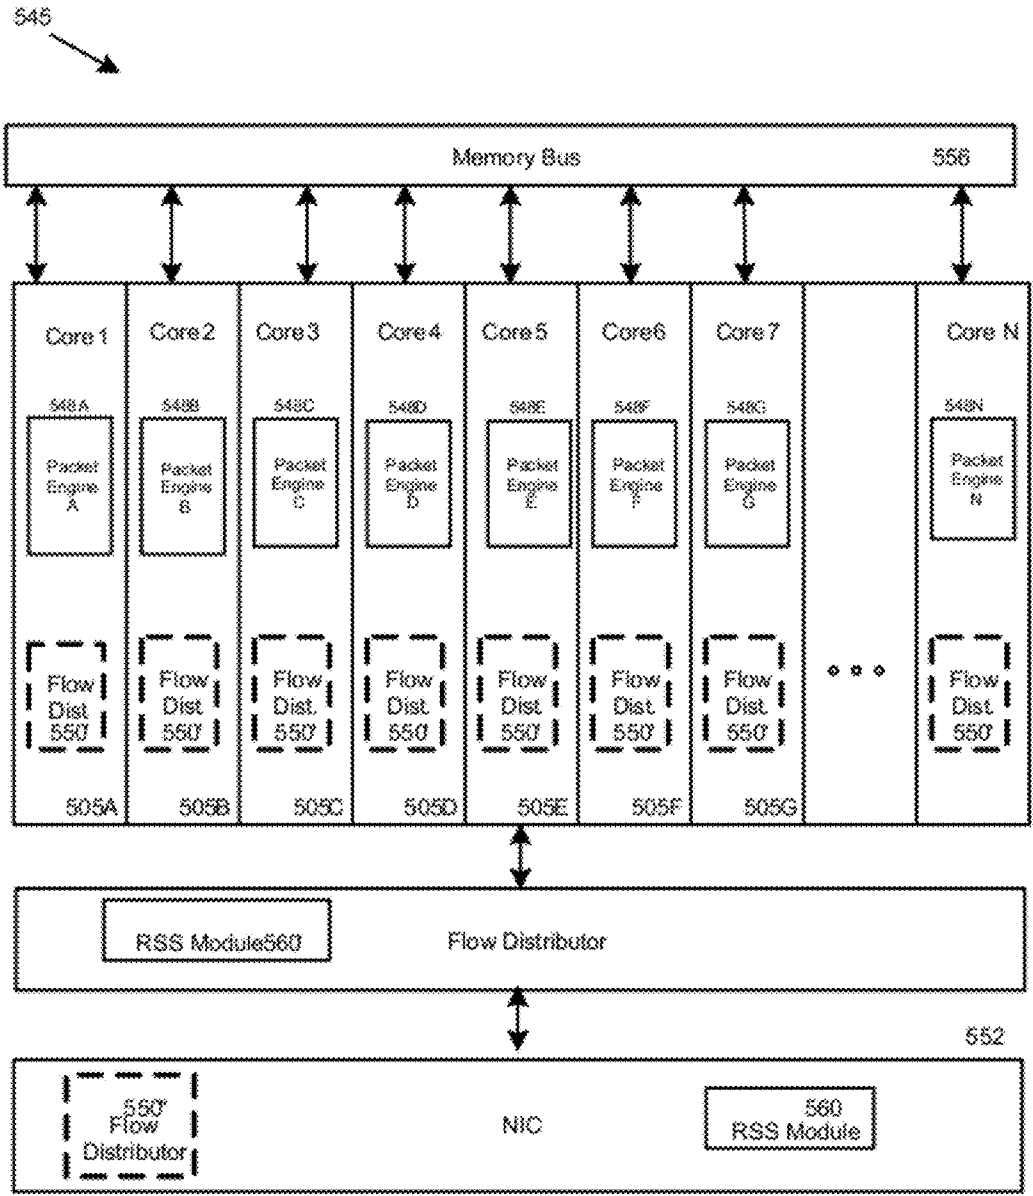 545
Memory Bus 556
Core 1 Core 2 Core 3 Core 4 Core 5 Core 6 Core 7 Core N
548A 548B 548C 548D 548E 548F 548G 548N
Packet Packet Packet Packet Packet Packet Packet Packet
Engine Engine Engine Engine Engine Engine Engine Engine
A B C D E F G N
Flow Flow Flow Flow Flow Flow Flow Flow
Dist. Dist. Dist. Dist. Dist. Dist. Dist. Dist.
550' 550' 550' 550' 550' 550' 550' 550'
505A 505B 505C 505D 505E 505F 505G
RSS Module560' Flow Distributor
552
550"
Flow
Distributor
NIC
560
RSS Module